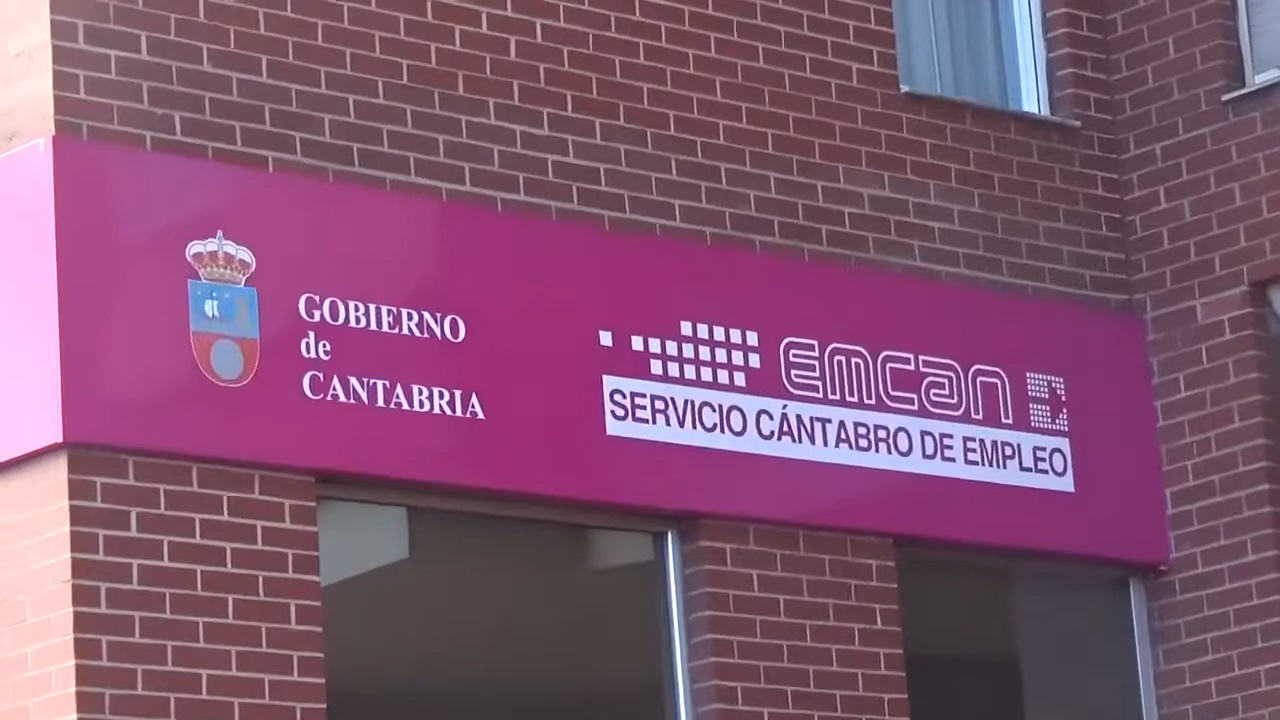 GOBIERNO
de
CANTABRIA
EMCAN
SERVICIO CÁNTABRO DE EMPLEO